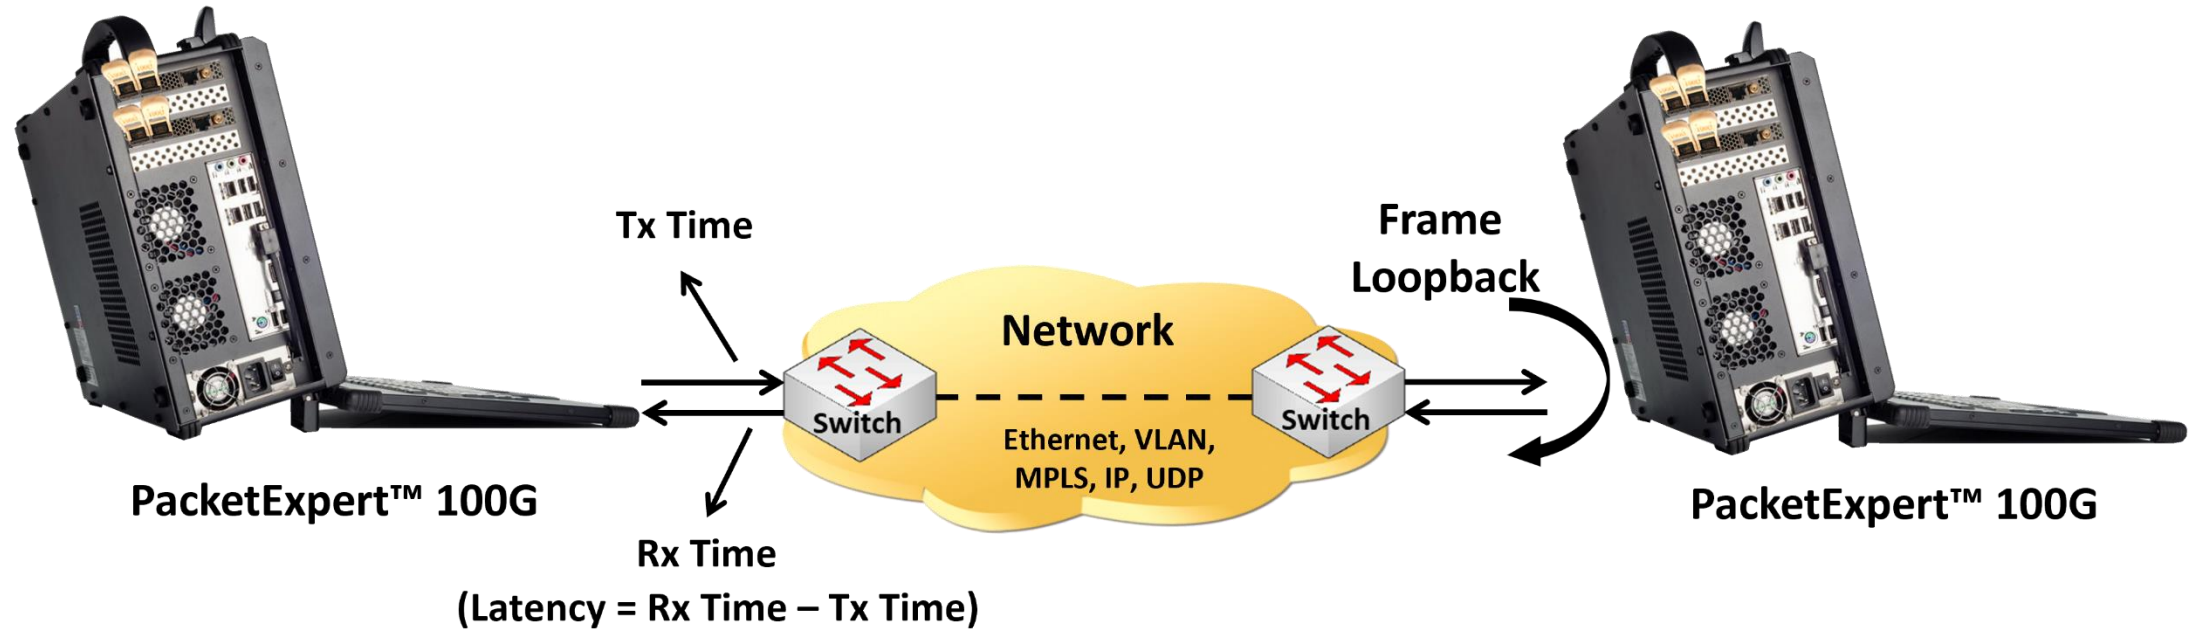 Tx Time
Frame
Loopback
Network
Switch
Switch
Ethernet, VLAN,
MPLS, IP, UDP
PacketExpert™ 100G
PacketExpert™ 100G
Rx Time
(Latency = Rx Time – Tx Time)